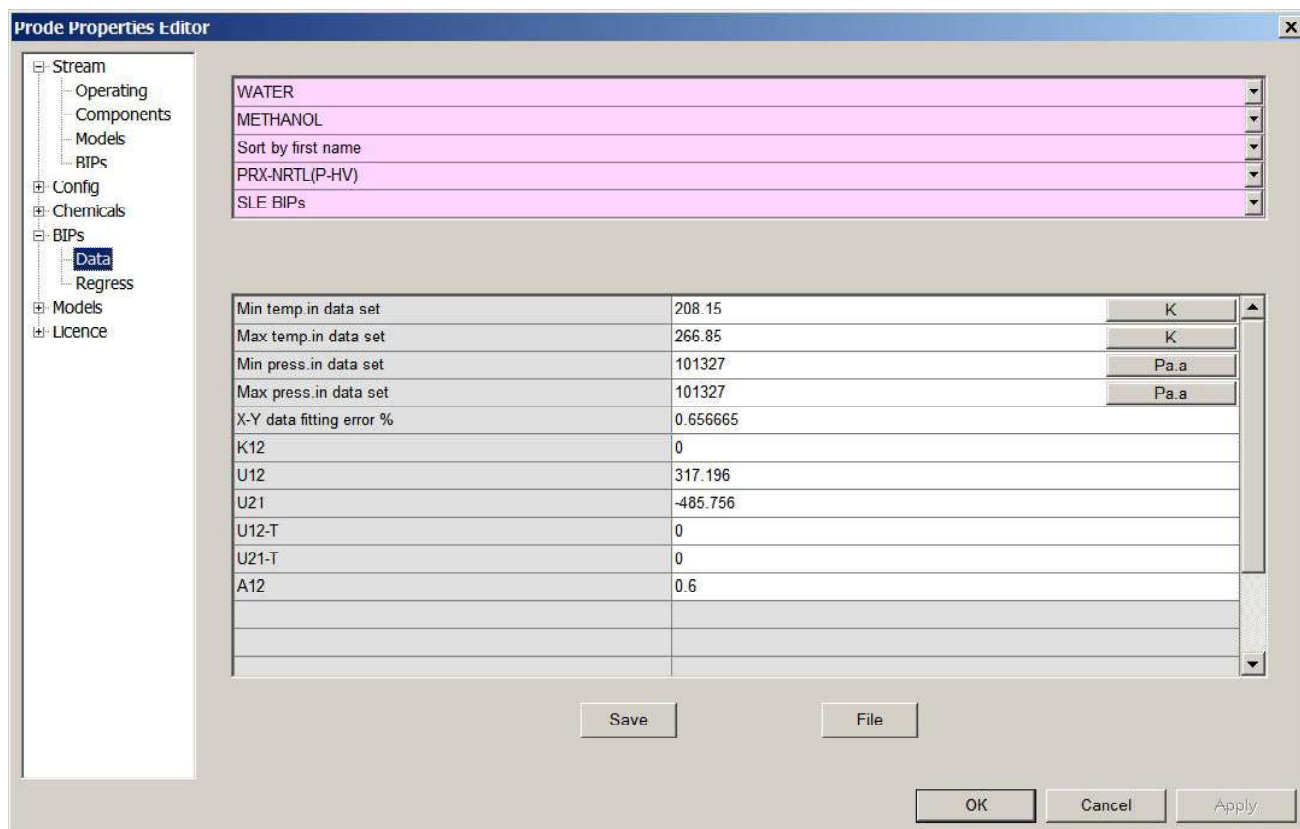 Prode Properties Editor
Stream
Operating
Components
Models
BIPs
Config
Chemicals
BIPs
Data
Regress
Models
Licence
WATER
METHANOL
Sort by first name
PRX-NRTL(P-HV)
SLE BIPs
Min temp.in data set 208.15 K
Max temp.in data set 266.85 K
Min press.in data set 101327 Pa.a
Max press.in data set 101327 Pa.a
X-Y data fitting error % 0.656665
K12 0
U12 317.196
U21 -485.756
U12-T 0
U21-T 0
A12 0.6
Save File
OK Cancel Apply